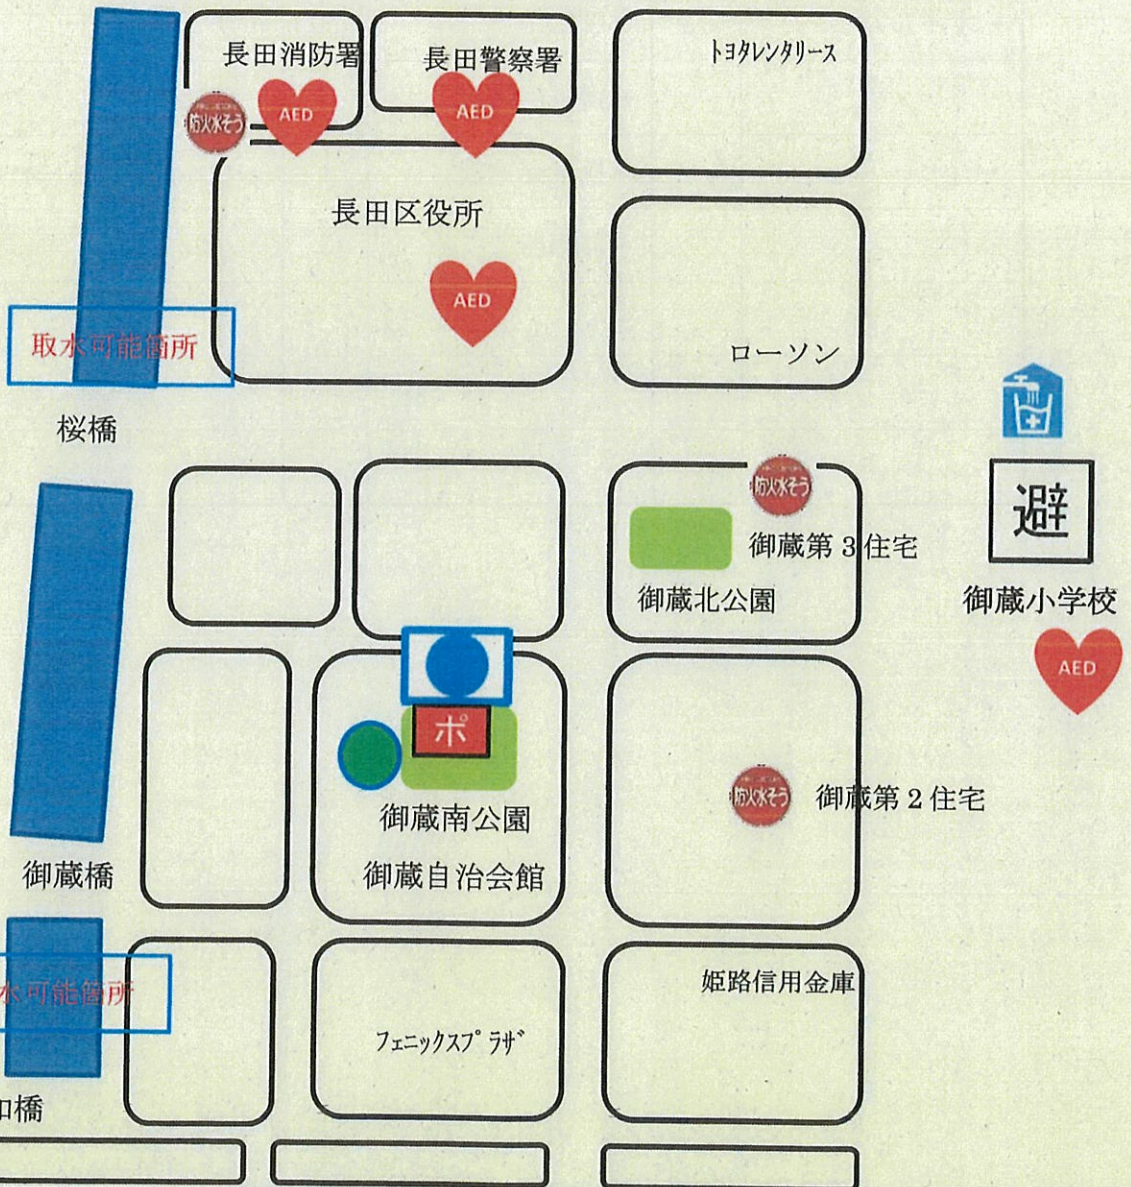 長田消防署
長田警察署
トヨタレンタリース
AED
AED
防火水そう
長田区役所
AED
取水可能箇所
ローソン
桜橋
防火水そう
避
御蔵第3住宅
御蔵北公園
御蔵小学校
AED
ポ
防火水そう
御蔵第2住宅
御蔵南公園
御蔵橋
御蔵自治会館
水可能箇所
姫路信用金庫
フェニックスプラザ
橋